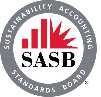 SUSTAINABILITY ACCOUNTING
SASB
STANDARDS BOARD
®